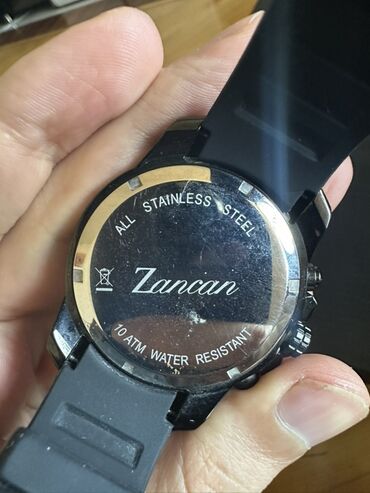 ALL STAINLESS STEEL
Zancan
10 ATM WATER RESISTANT